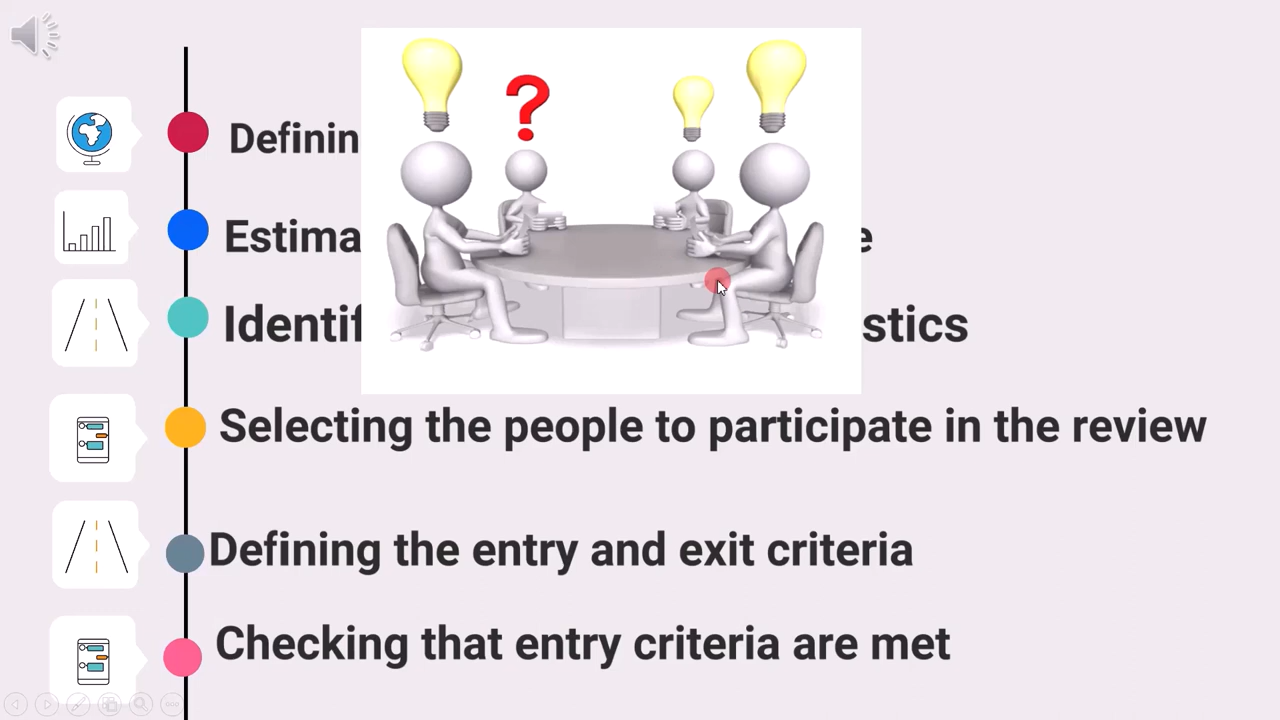 Definin
?
Estima e
Identif stics
Selecting the people to participate in the review
Defining the entry and exit criteria
Checking that entry criteria are met